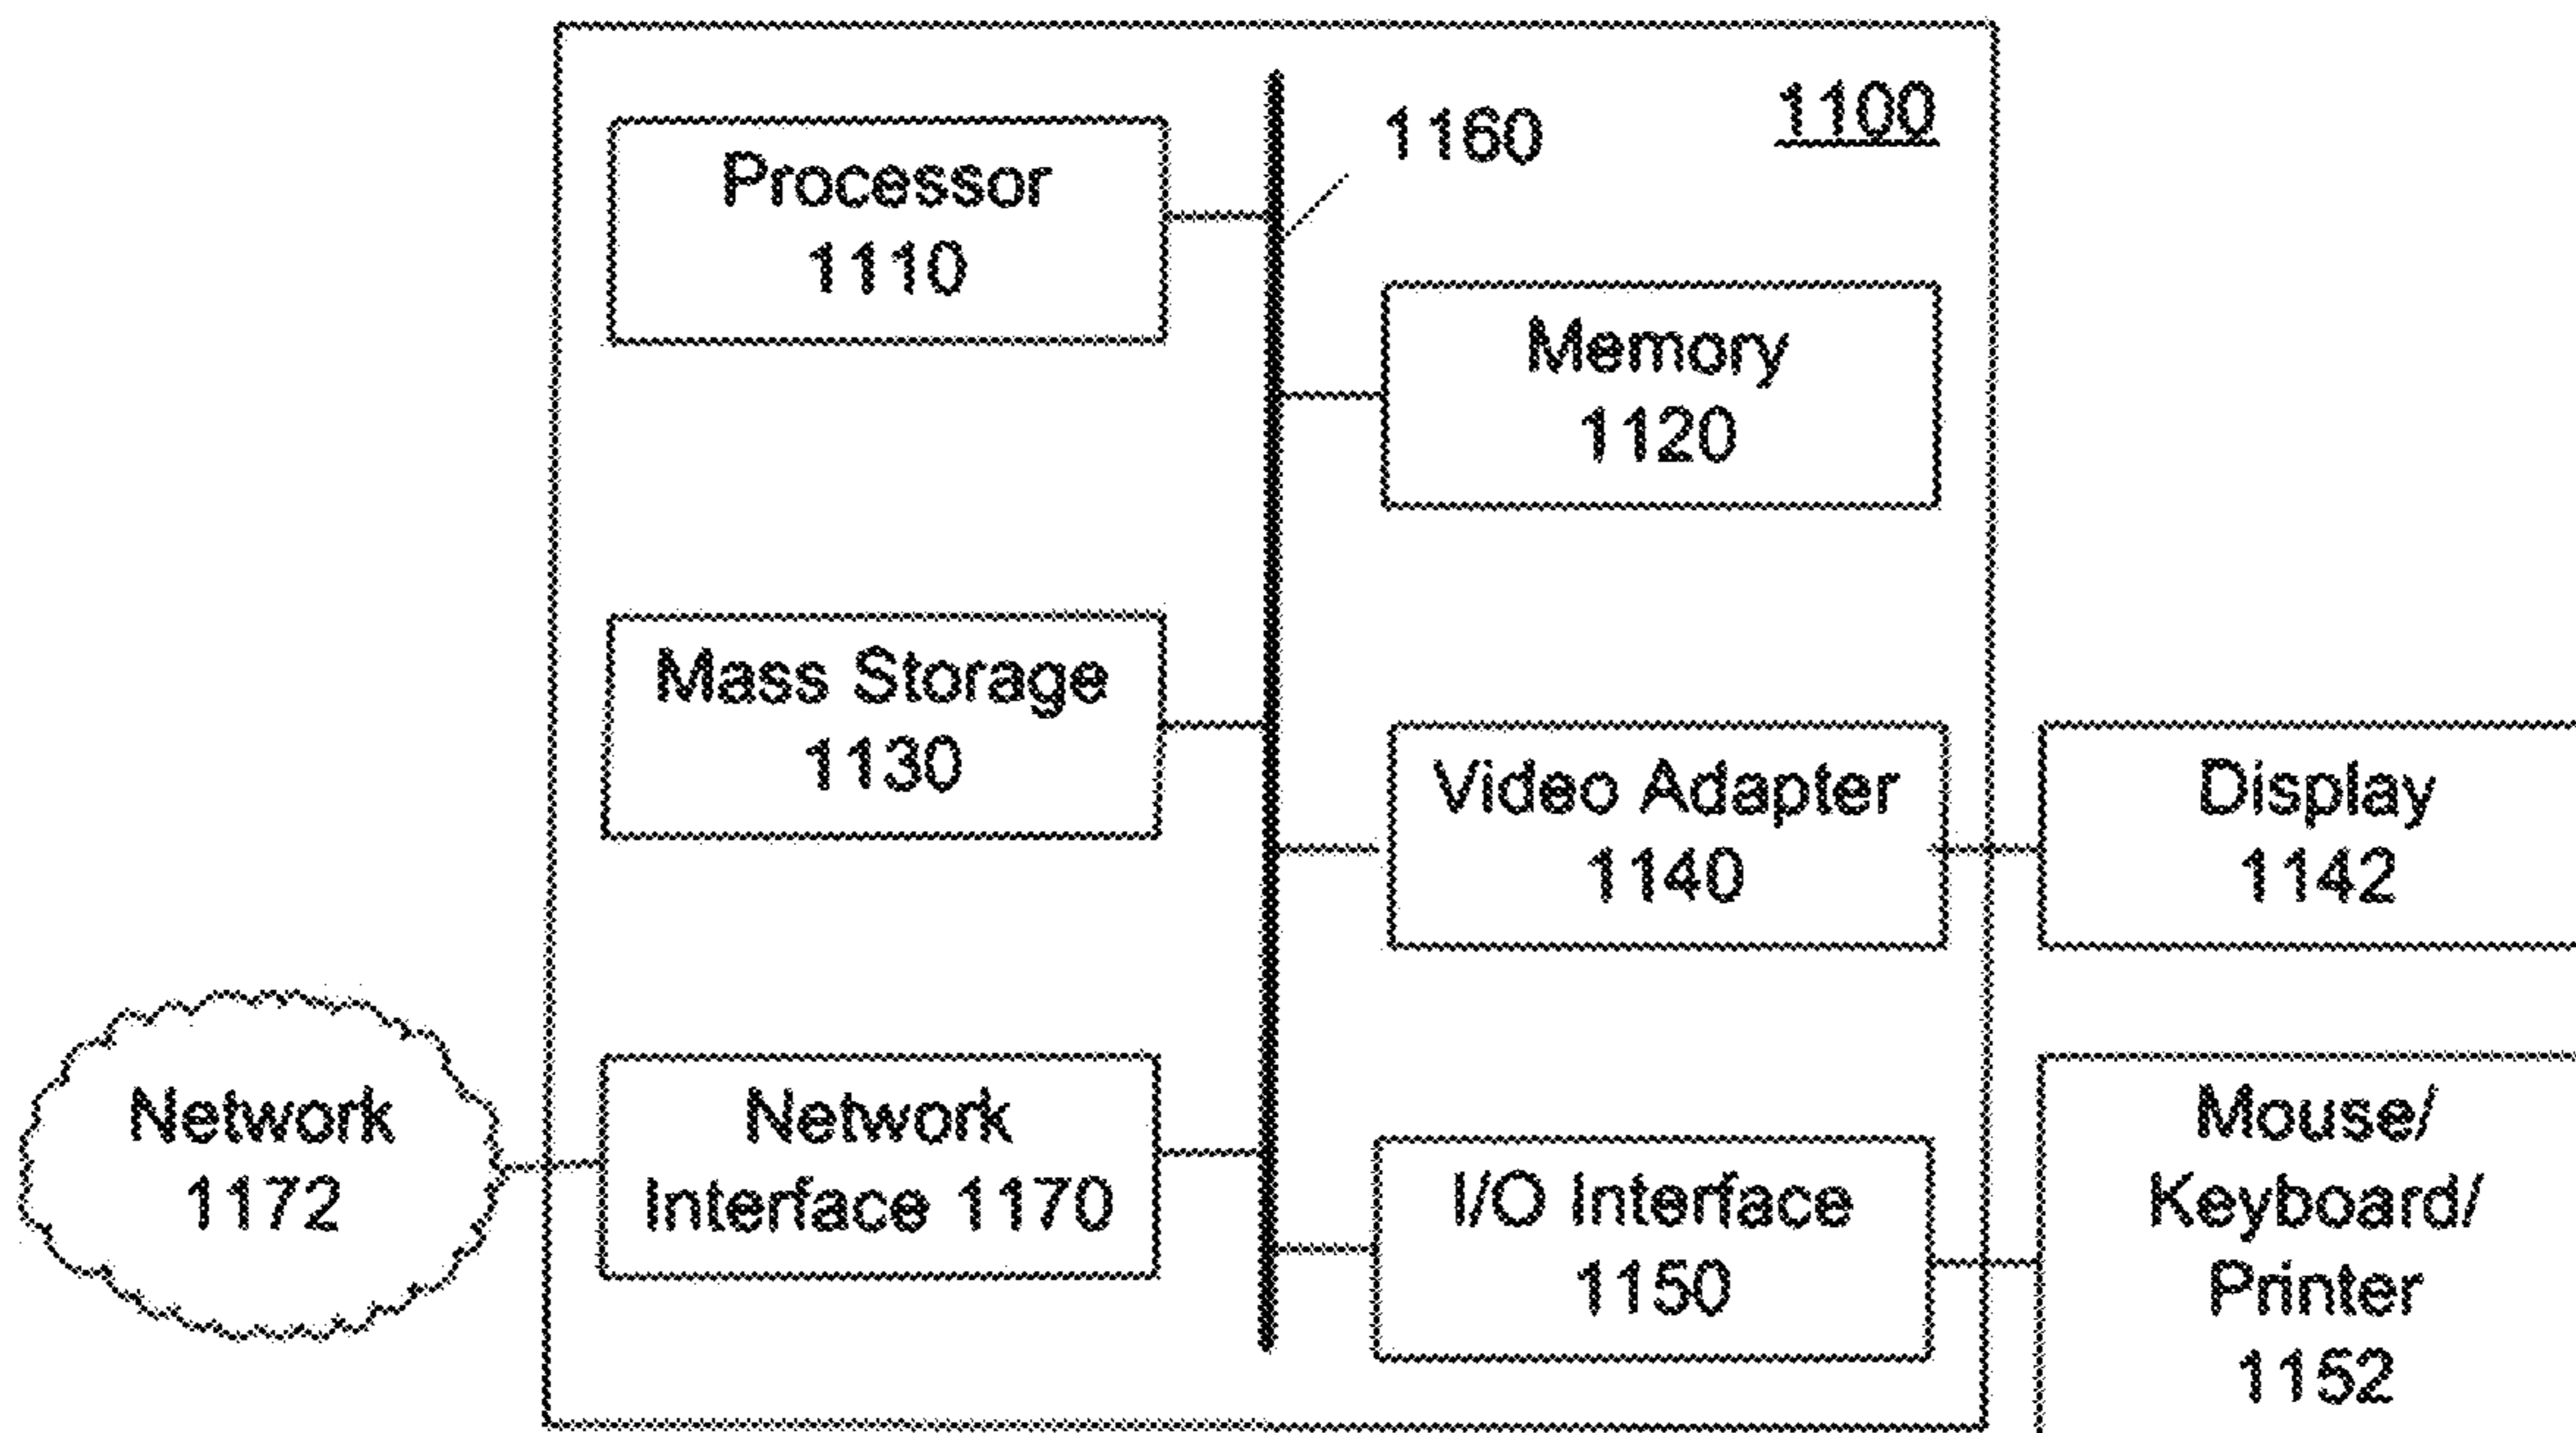 1100
1160
Processor
1110
Memory
1120
Mass Storage
1130
Video Adapter
1140
Display
1142
Network
1172
Network
Interface 1170
I/O Interface
1150
Mouse/
Keyboard/
Printer
1152